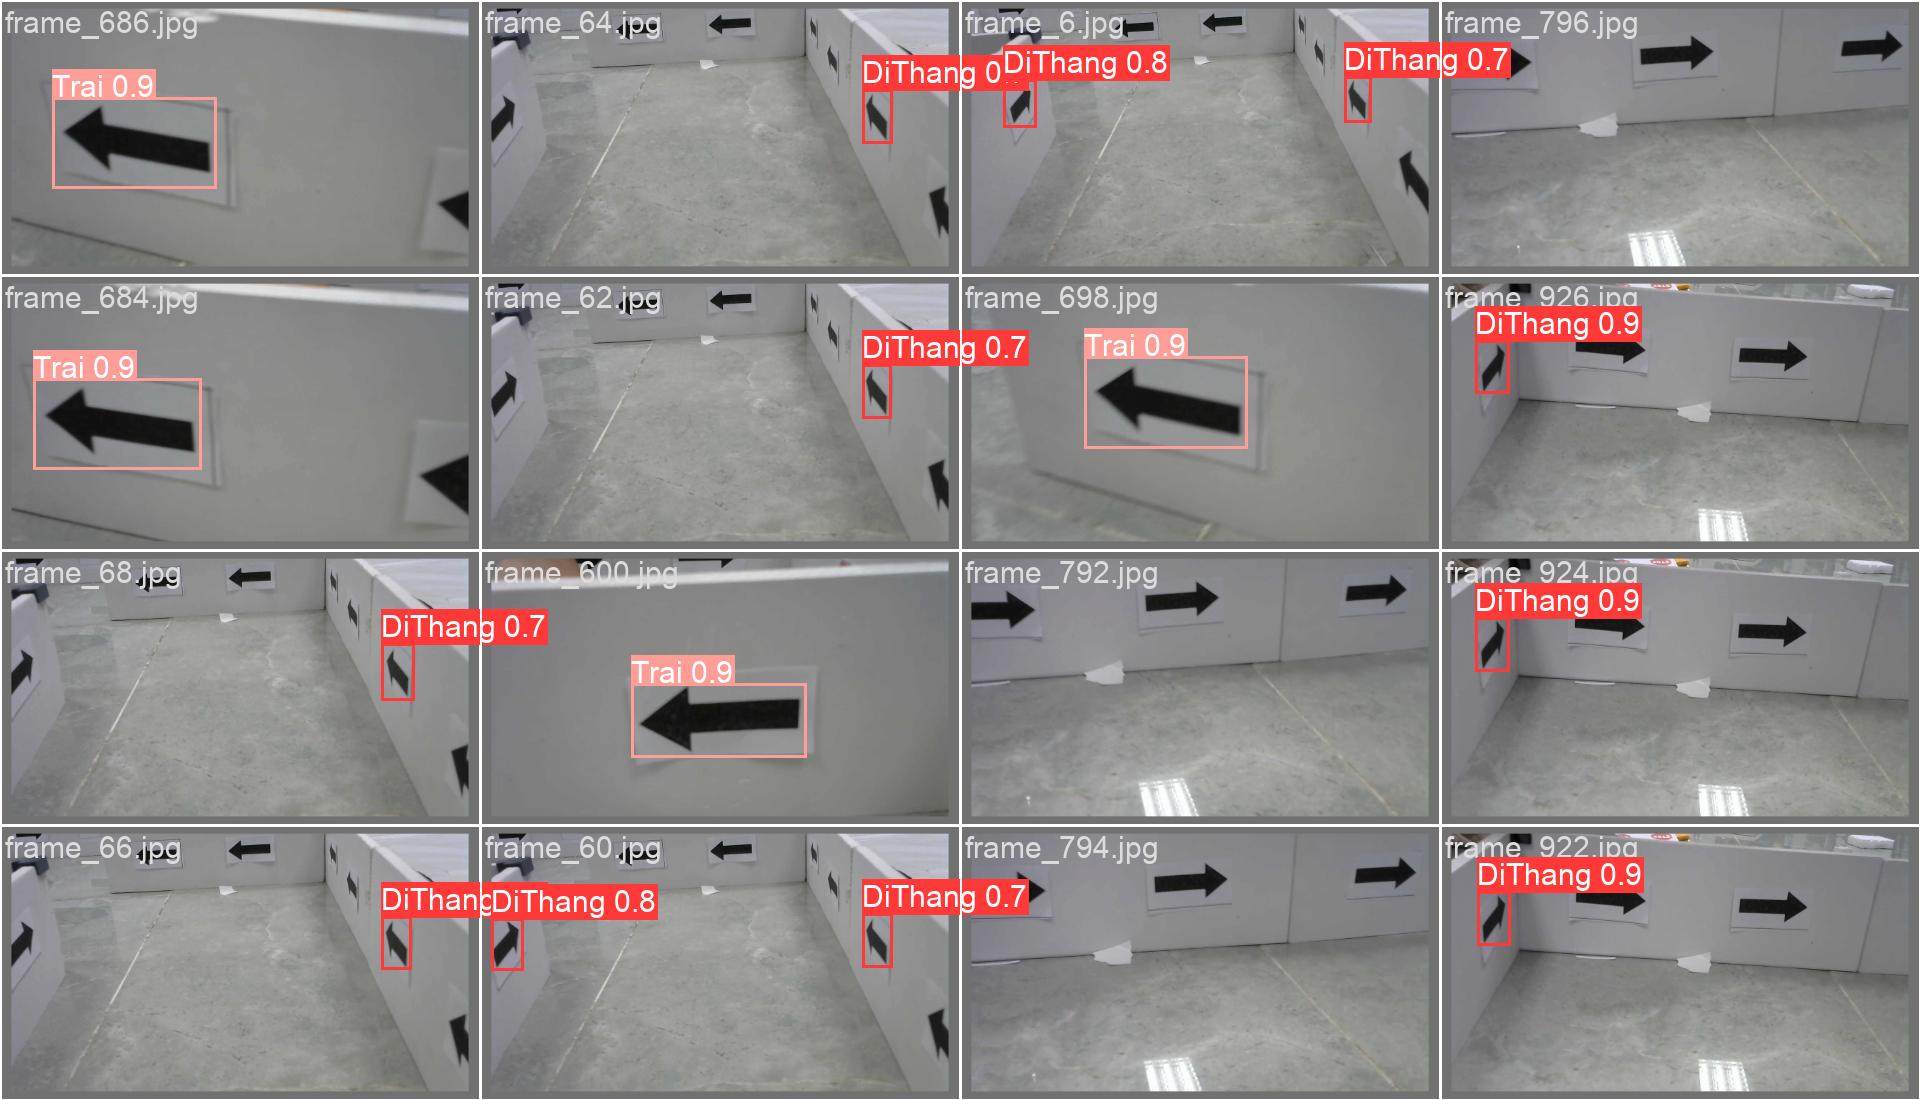 frame_686.jpg
Trai 0.9
frame_64.jpg
DiThang 0.
frame_6.jpg
DiThang 0.8
DiThang 0.7
frame_796.jpg
frame_684.jpg
Trai 0.9
frame_62.jpg
DiThang 0.7
frame_698.jpg
Trai 0.9
frame_926.jpg
DiThang 0.9
frame_68.jpg
DiThang 0.7
frame_600.jpg
Trai 0.9
frame_792.jpg
frame_924.jpg
DiThang 0.9
frame_66.jpg
DiThang
frame_60.jpg
DiThang 0.8
DiThang 0.7
frame_794.jpg
frame_922.jpg
DiThang 0.9